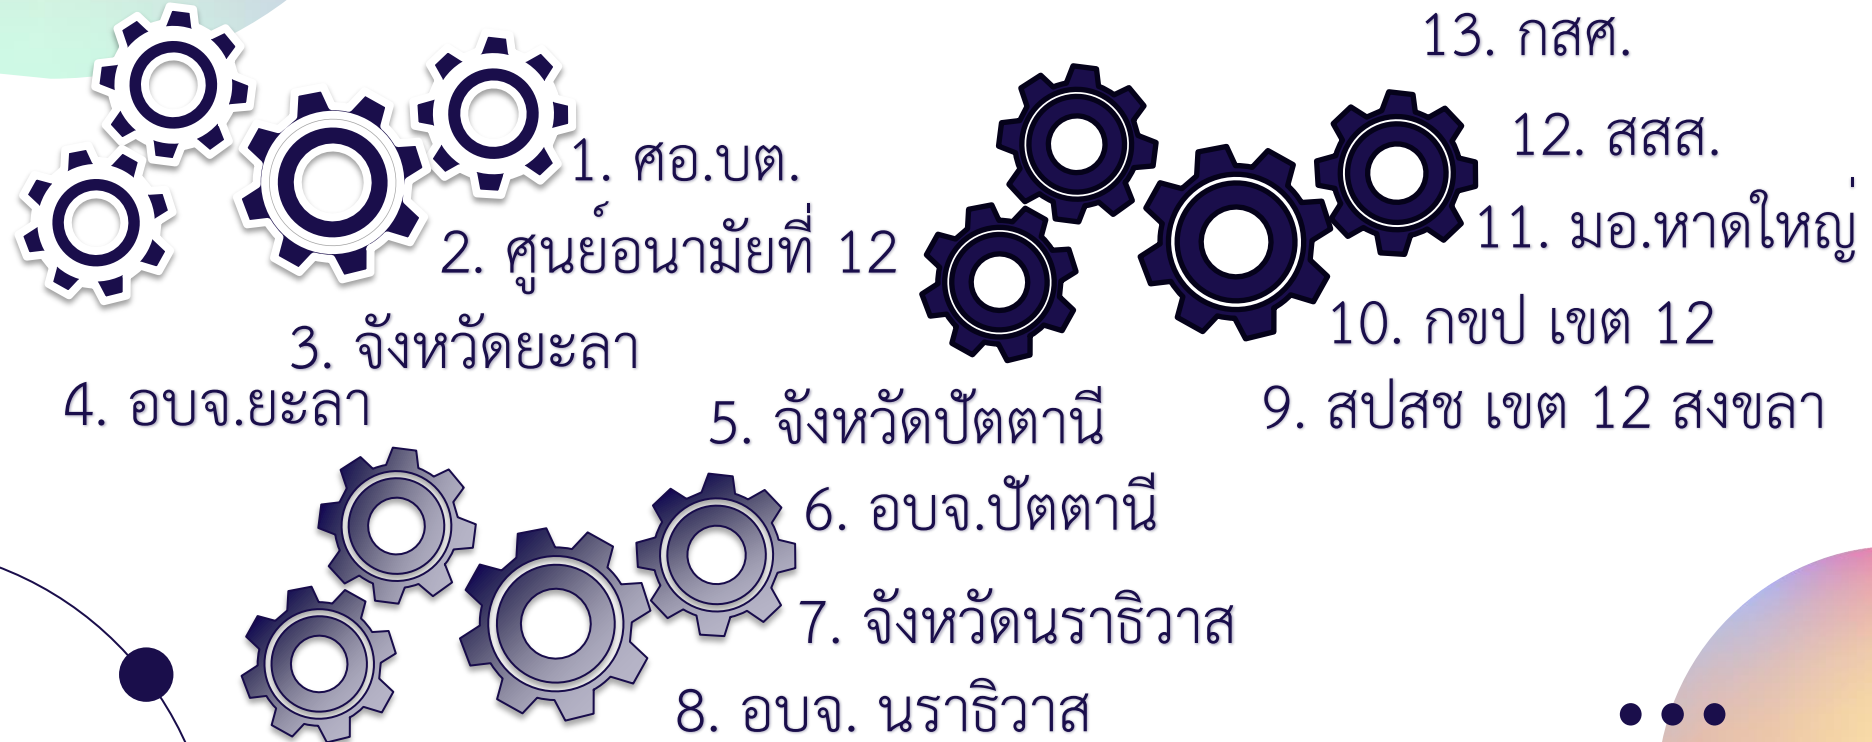 1. ศอ.บต.
2. ศูนย์อนามัยที่ 12
3. จังหวัดยะลา
4. อบจ.ยะลา
5. จังหวัดปัตตานี
6. อบจ.ปัตตานี
7. จังหวัดนราธิวาส
8. อบจ. นราธิวาส
13. กสศ.
12. สสส.
11. มอ.หาดใหญ่
10. กขป เขต 12
9. สปสช เขต 12 สงขลา